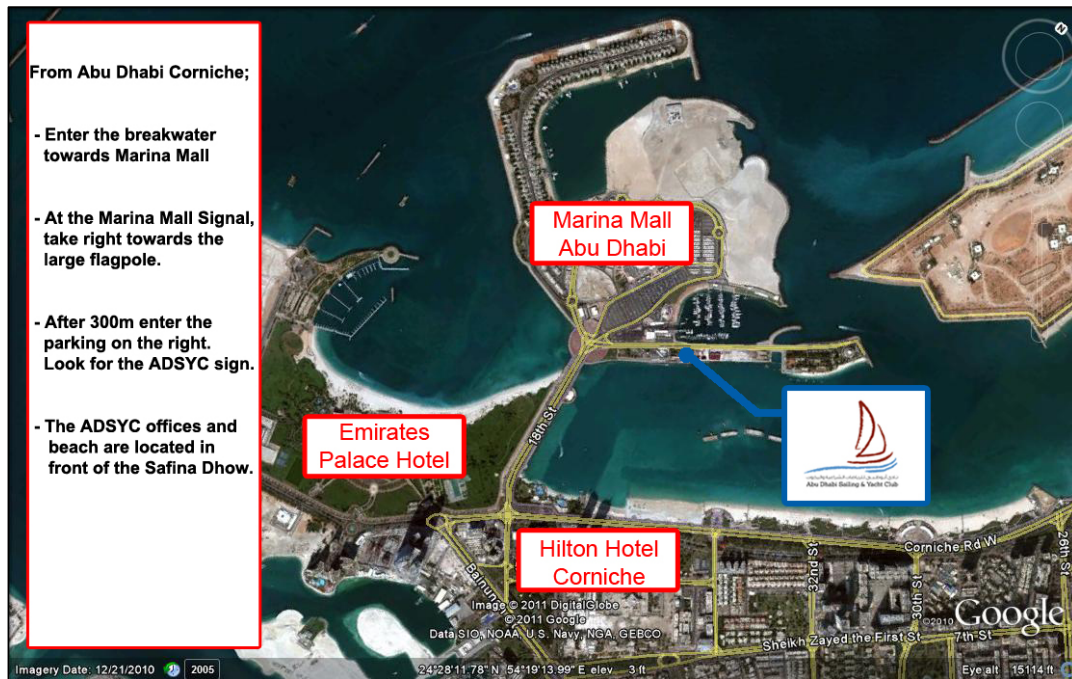 From Abu Dhabi Corniche;
- Enter the breakwater
towards Marina Mall
- At the Marina Mall Signal,
take right towards the
large flagpole.
- After 300m enter the
parking on the right.
Look for the ADSYC sign.
- The ADSYC offices and
beach are located in
front of the Safina Dhow.
N
Marina Mall
Abu Dhabi
18th St
Emirates
Palace Hotel
Abu Dhabi Sailing & Yacht Club
Hilton Hotel
Corniche
Corniche Rd W
32nd St
30th St
26th St
Image © 2011 DigitalGlobe
© 2011 Google
Data SIO, NOAA, U.S. Navy, NGA, GEBCO
©2010 Google
Sheikh Zayed the First St
7th St
Imagery Date: 12/21/2010
2005
24°28'11.78" N 54°19'13.99" E elev 3 ft
Eye alt 15114 ft